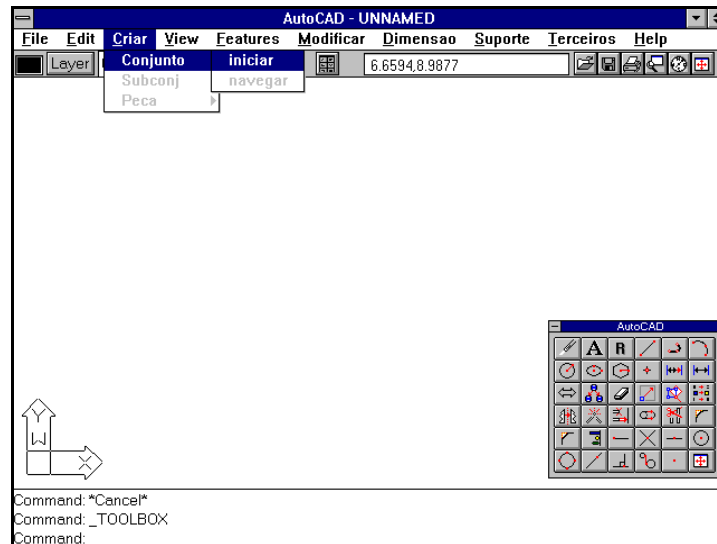 AutoCAD - UNNAMED
File Edit Criar View Features Modificar Dimensao Suporte Terceiros Help
Layer 6.6594,8.9877
Conjunto iniciar
Subconj navegar
Peca
AutoCAD
A R
Y
W
X
Command: *Cancel*
Command: _TOOLBOX
Command: